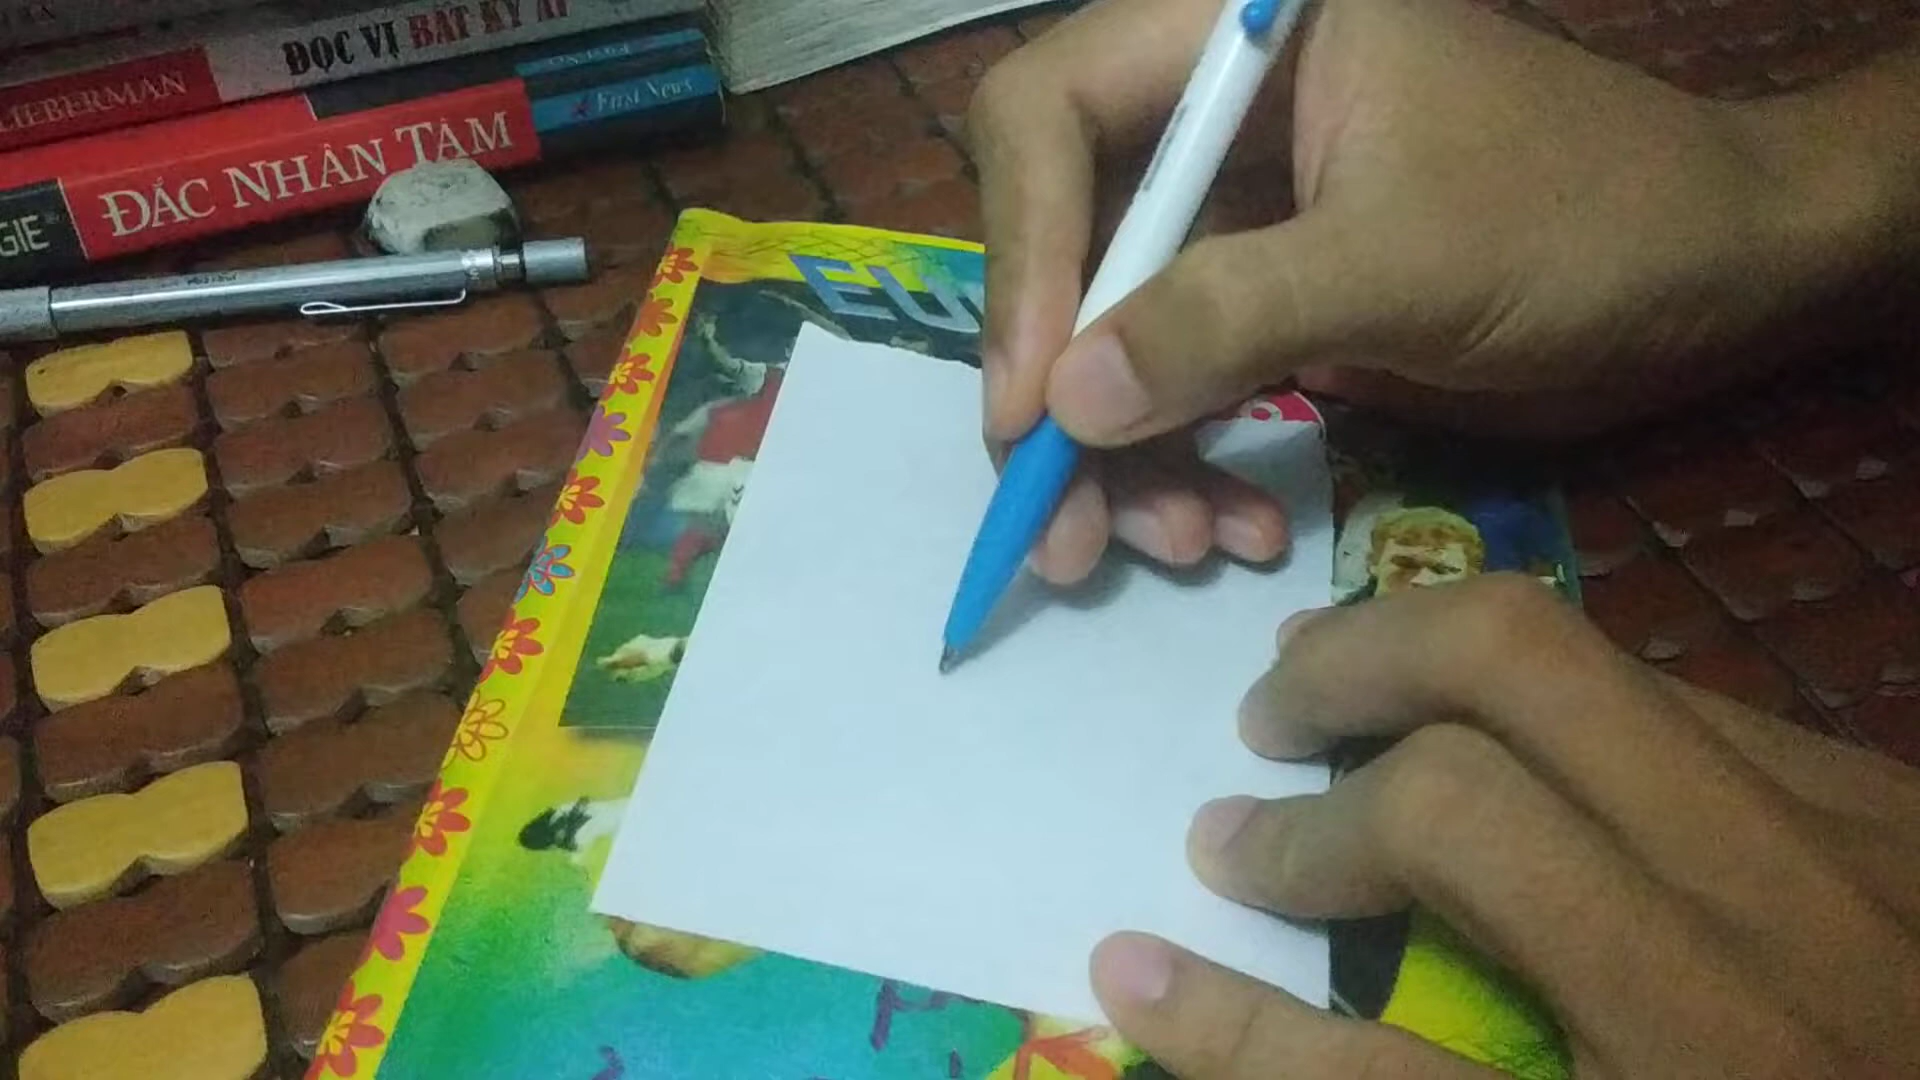 ĐỌC VỊ BẤT KỲ AI
LIEBERMAN
First News
ĐẮC NHÂN TÂM
GIE
EU